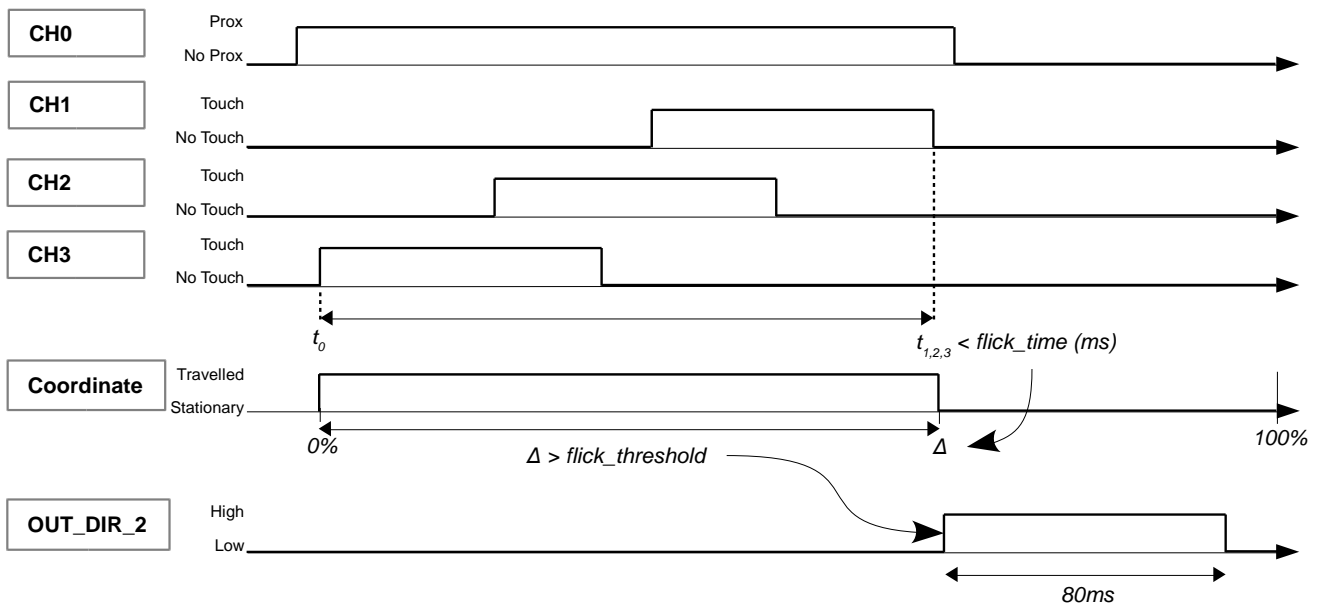 Prox
CH0
No Prox
Touch
CH1
No Touch
Touch
CH2
No Touch
Touch
CH3
No Touch
t0
t1,2,3 < flick_time (ms)
Travelled
Coordinate
Stationary
0%
Δ > flick_threshold
Δ
100%
High
OUT_DIR_2
Low
80ms